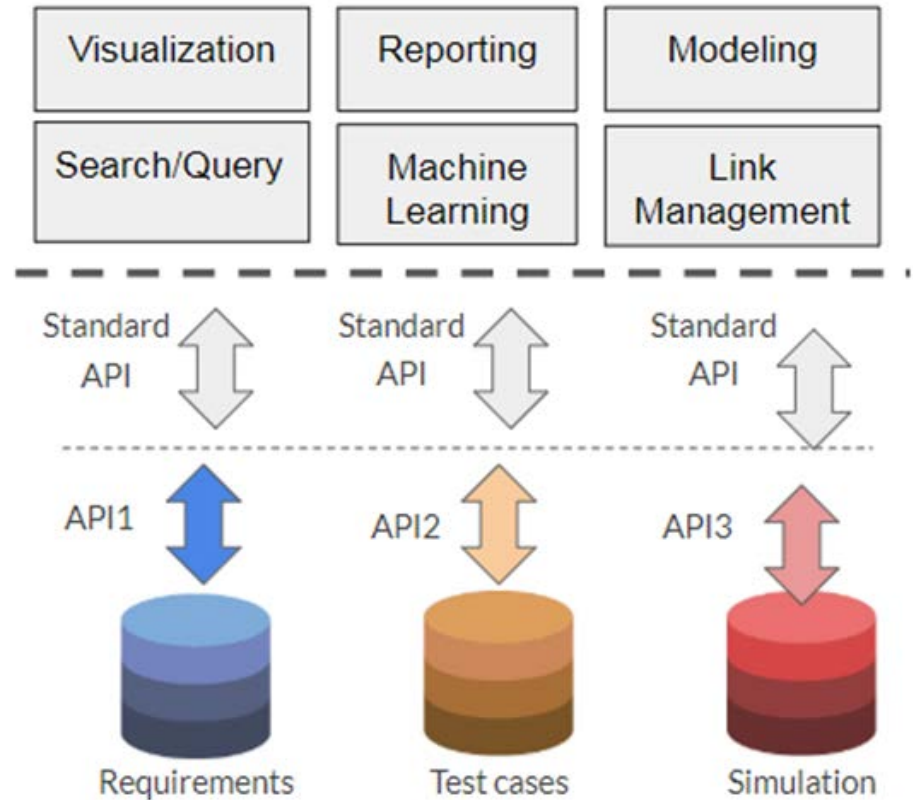 Visualization
Reporting
Modeling
Search/Query
Machine
Learning
Link
Management
Standard
API
Standard
API
Standard
API
API1
API2
API3
Requirements
Test cases
Simulation